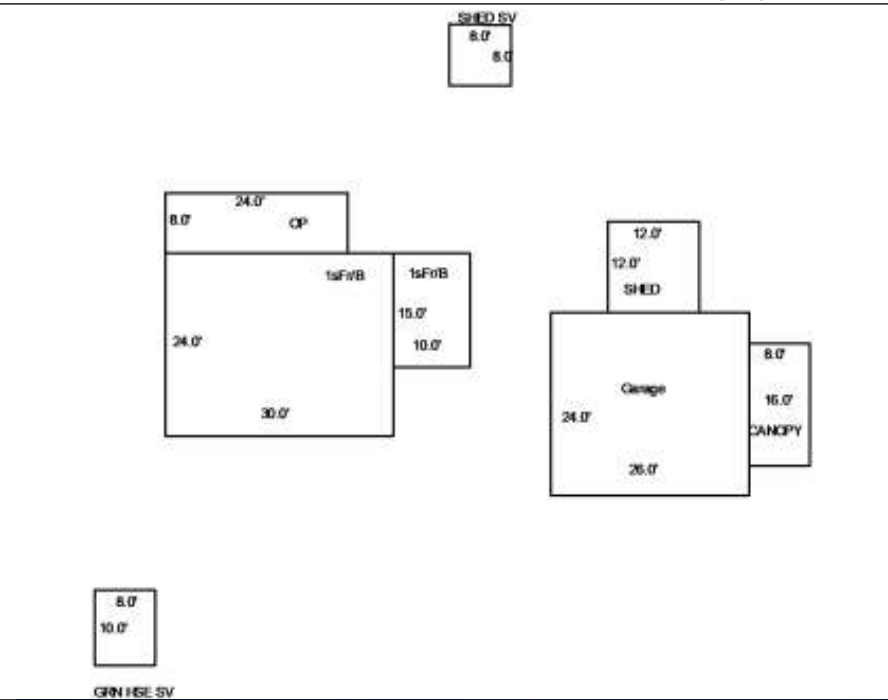 SHED SV
8.0'
8.0'
24.0'
8.0'
OP
1sFr/B
24.0'
30.0'
1sFr/B
15.0'
10.0'
12.0'
12.0'
SHED
Garage
24.0'
26.0'
8.0'
16.0'
CANOPY
8.0'
10.0'
GRN HSE SV